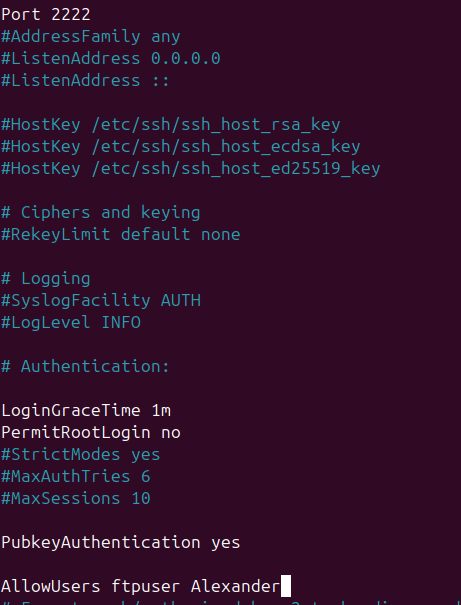 Port 2222
#AddressFamily any
#ListenAddress 0.0.0.0
#ListenAddress ::
#HostKey /etc/ssh/ssh_host_rsa_key
#HostKey /etc/ssh/ssh_host_ecdsa_key
#HostKey /etc/ssh/ssh_host_ed25519_key
# Ciphers and keying
#RekeyLimit default none
# Logging
#SyslogFacility AUTH
#LogLevel INFO
# Authentication:
LoginGraceTime 1m
PermitRootLogin no
#StrictModes yes
#MaxAuthTries 6
#MaxSessions 10
PubkeyAuthentication yes
AllowUsers ftpuser Alexander